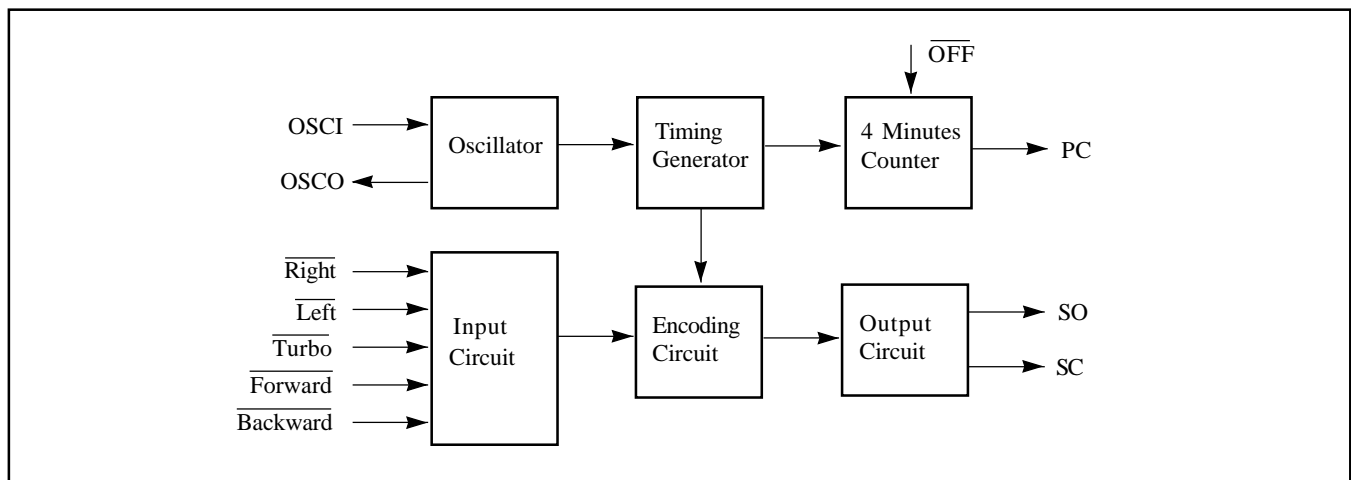 OFF
OSCI
OSCO
Oscillator
Timing
Generator
4 Minutes
Counter
PC
Right
Left
Turbo
Forward
Backward
Input
Circuit
Encoding
Circuit
Output
Circuit
SO
SC